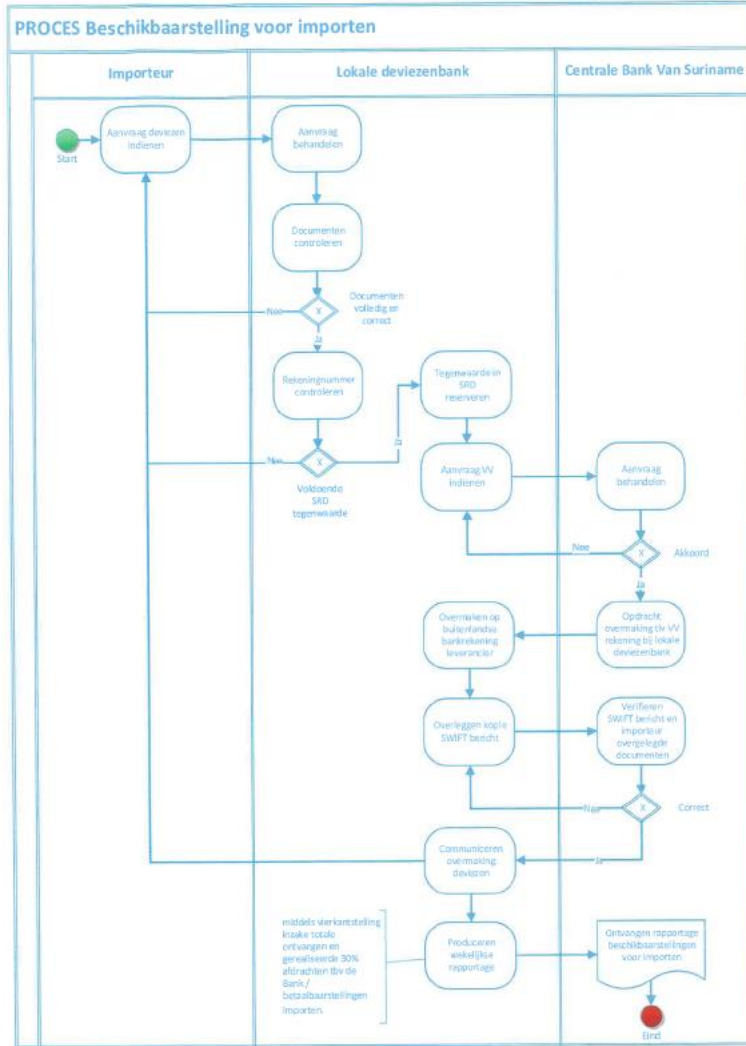 PROCES Beschikbaarstelling voor importen
Importeur
Lokale deviezenbank
Centrale Bank Van Suriname
Start
Aanvraag deviezen
indienen
Aanvraag
behandelen
Documenten
controleren
X
Documenten
volledig en
correct
Nee
Ja
Rekeningnummer
controleren
Tegenwaarde in
SRD
reserveren
Ja
Nee
X
Voldoende
SRD
tegenwaarde
Aanvraag VV
indienen
Aanvraag
behandelen
Nee
X
Akkoord
Ja
Overmaken op
buitenlandse
bankrekening
leverancier
Opdracht
overmaking tlv VV
rekening bij lokale
deviezenbank
Overleggen kopie
SWIFT bericht
Verifieren
SWIFT bericht en
importeur
overgelegde
documenten
Nee
X
Correct
Communiceren
overmaking
deviezen
Ja
middels vierkantstelling
inzake totale
ontvangen en
gerealiseerde 30%
afdrachten tbv de
Bank /
betaalbaarstellingen
importen.
Produceren
wekelijkse
rapportage
Ontvangen rapportage
beschikbaarstellingen
voor importen
Eind